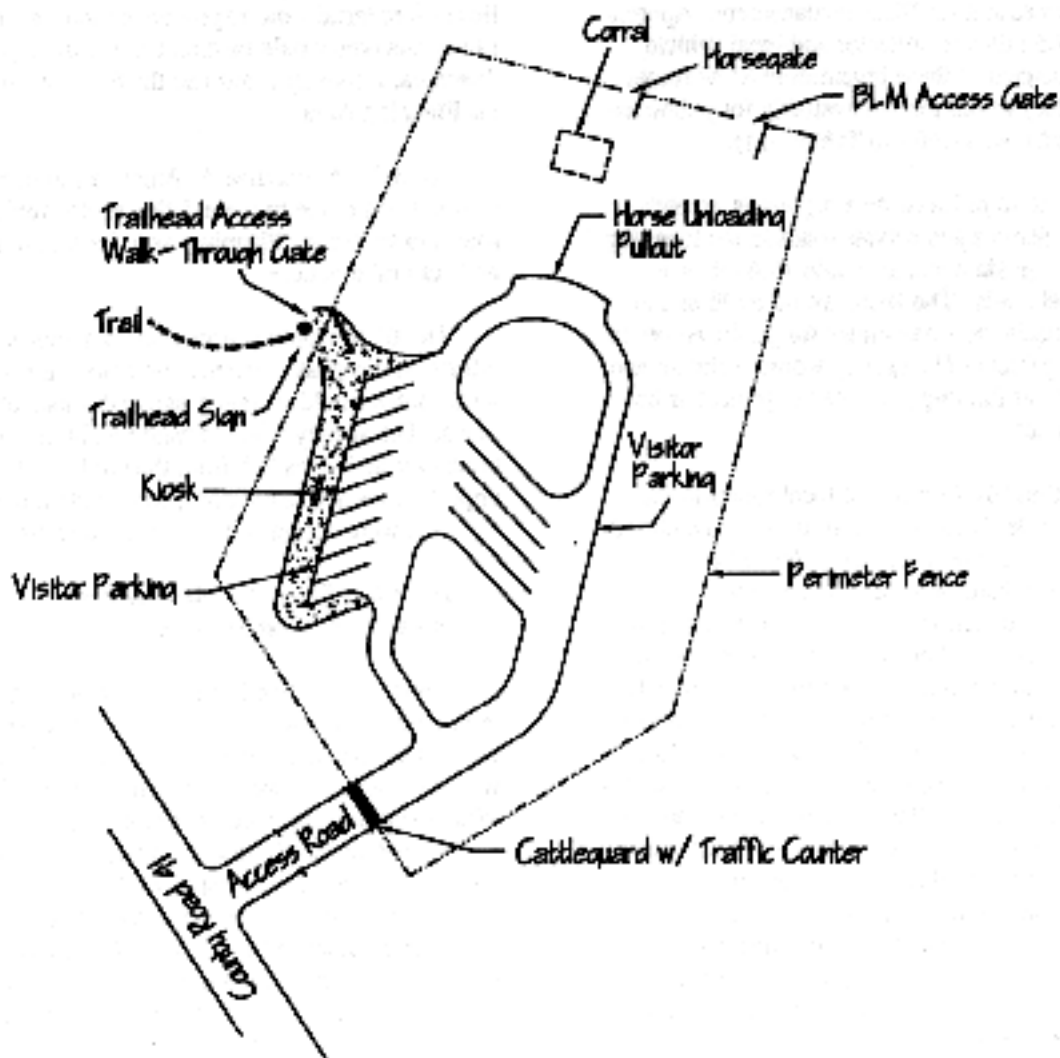 Corral
Horsegate
BLM Access Gate
Trailhead Access
Walk-Through Gate
Horse Unloading
Pullout
Trail
Trailhead Sign
Visitor
Parking
Kiosk
Visitor Parking
Perimeter Fence
Access Road
Cattleguard w/ Traffic Counter
County Road